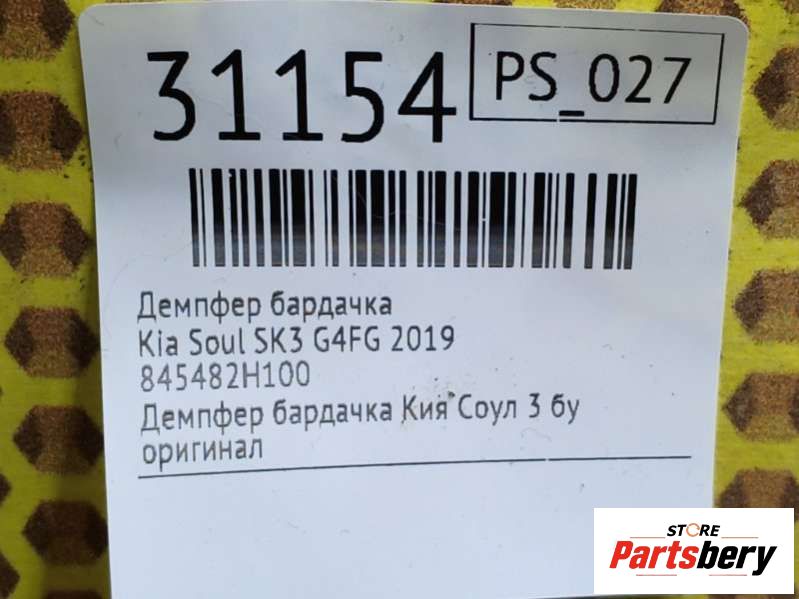 31154
PS_027
Демпфер бардачка
Kia Soul SK3 G4FG 2019
845482H100
Демпфер бардачка Кия Соул 3 бу
оригинал
STORE
Partsbery